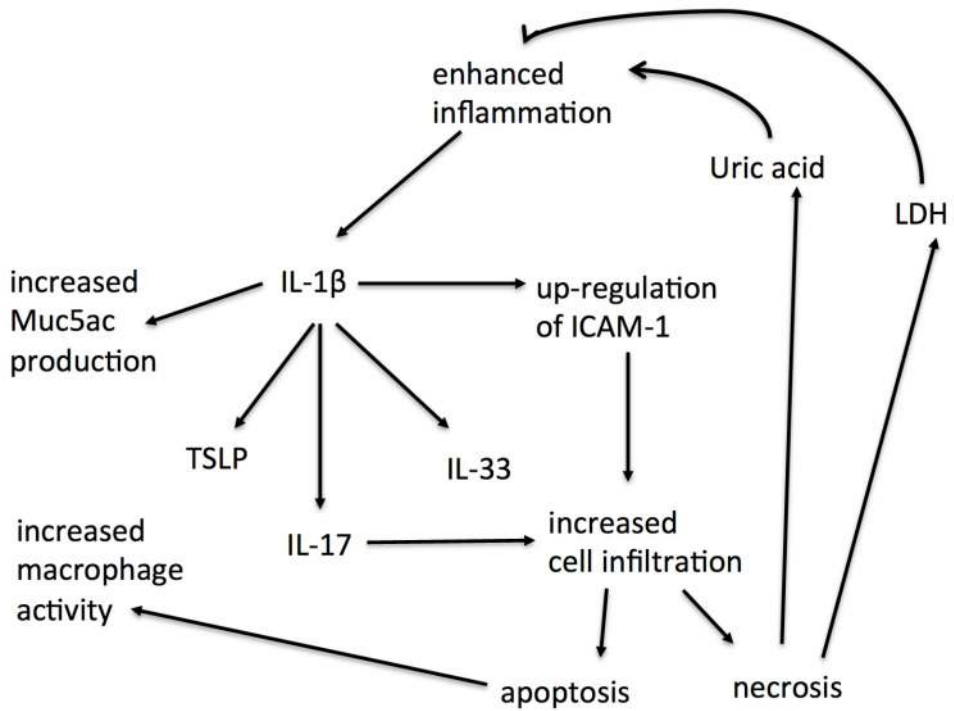 enhanced
inflammation
Uric acid
LDH
increased
Muc5ac
production
IL-1β
up-regulation
of ICAM-1
TSLP
IL-33
increased
macrophage
activity
IL-17
increased
cell infiltration
apoptosis
necrosis